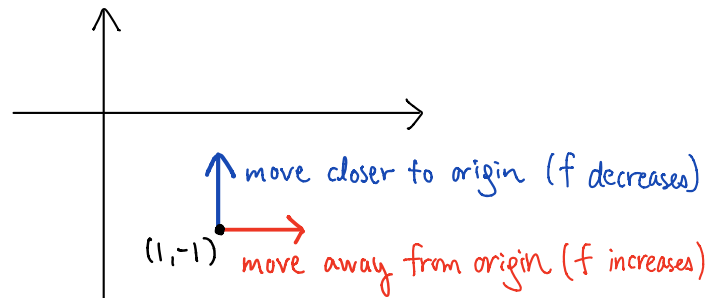 move closer to origin (f decreases)
(1,-1)
move away from origin (f increases)